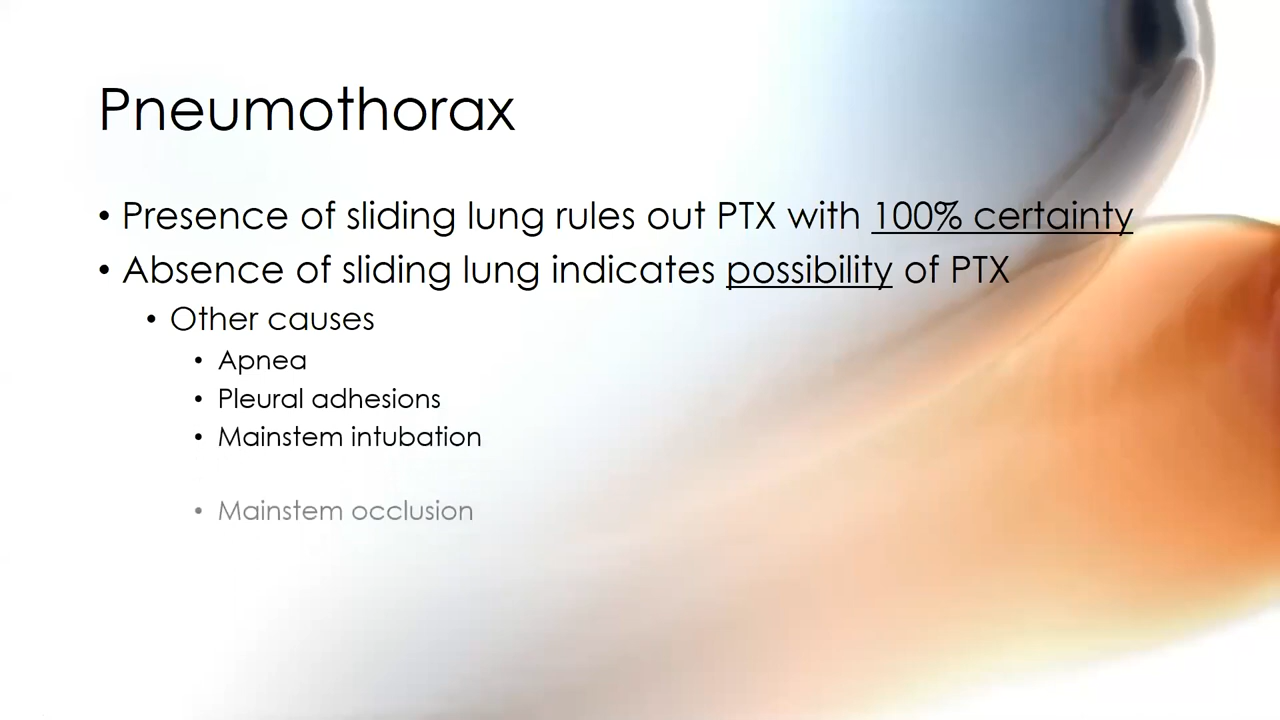 Pneumothorax
• Presence of sliding lung rules out PTX with 100% certainty
• Absence of sliding lung indicates possibility of PTX
• Other causes
• Apnea
• Pleural adhesions
• Mainstem intubation
• Mainstem occlusion